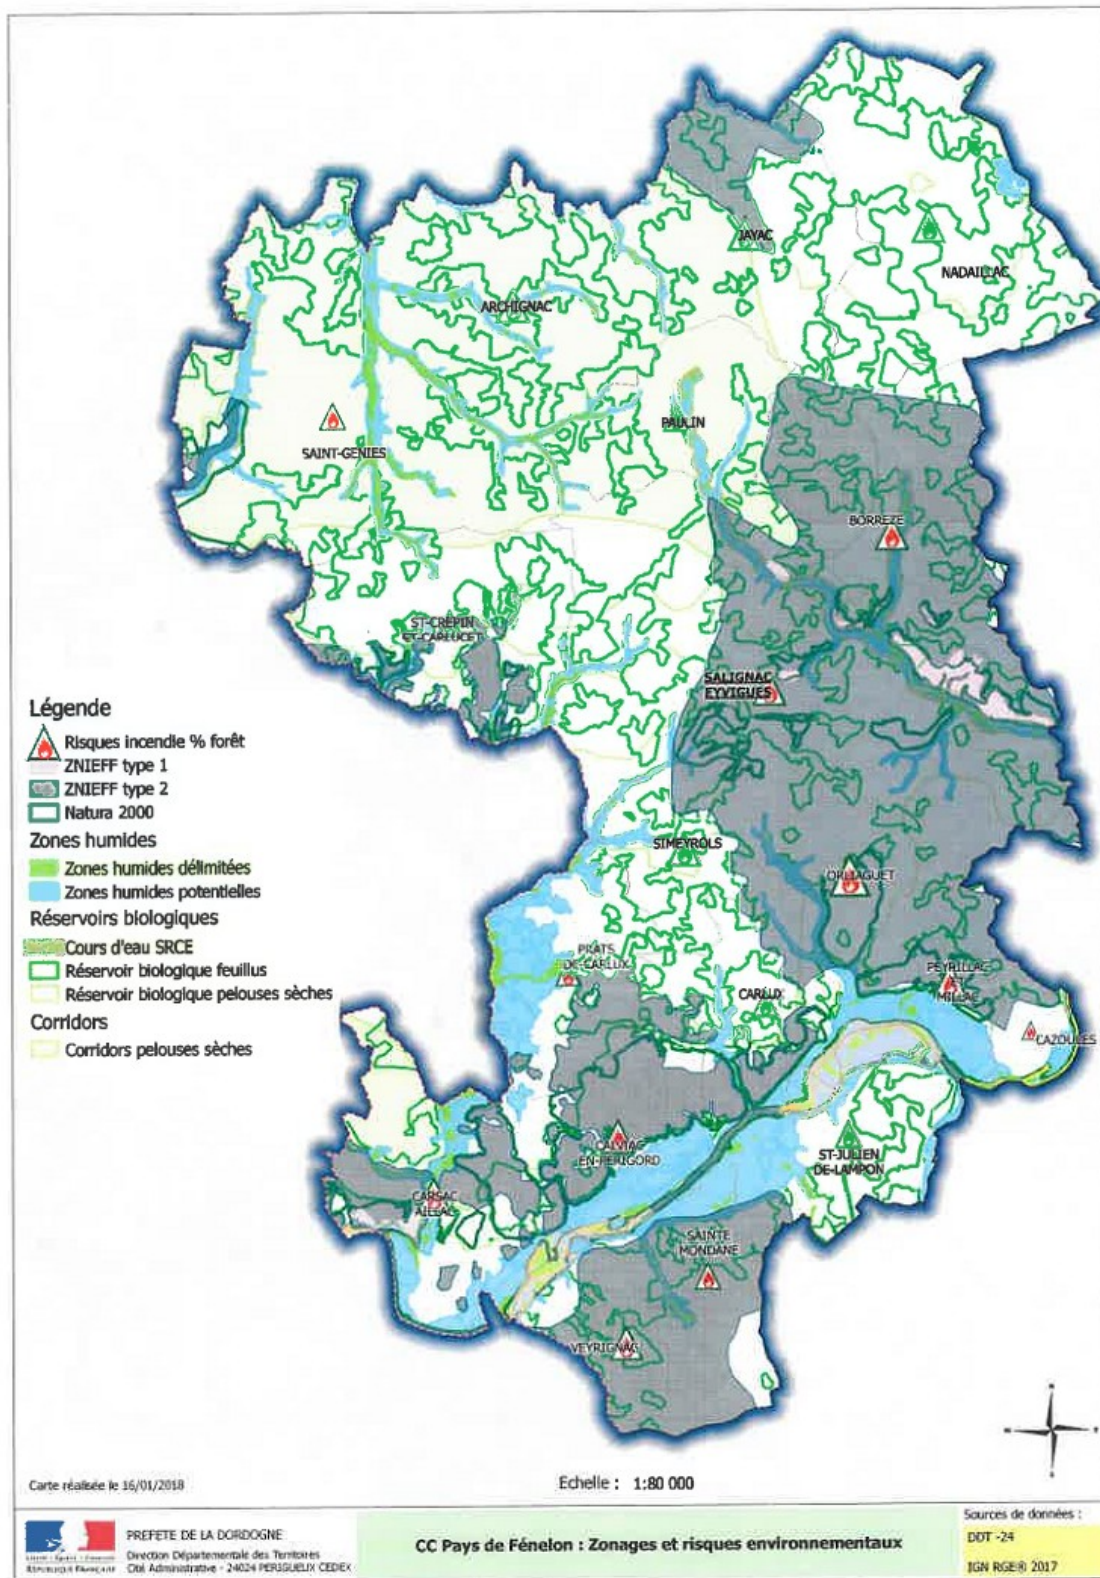 JAYAC
NADAILLAC
ARCHIGNAC
PAULIN
SAINT-GENIES
BORREZE
ST-CREPIN
ET-CARLUCET
SALIGNAC
EYVIGUES
Légende
Risques incendie % forêt
ZNIEFF type 1
ZNIEFF type 2
Natura 2000
Zones humides
Zones humides délimitées
Zones humides potentielles
Réservoirs biologiques
Cours d'eau SRCE
Réservoir biologique feuillus
Réservoir biologique pelouses sèches
Corridors
Corridors pelouses sèches
SIMEYROLS
ORLIAGUET
PRATS
DE-CARLUX
CARLUX
PEYRILLAC
MILLAC
CAZOULES
CALVIAC
EN-PERIGORD
ST-JULIEN
DE-LAMPON
CARSAC
AILLAC
SAINTE
MONDANE
VEYRIGNAC
Carte réalisée le 16/01/2018
Echelle : 1:80 000
PREFETE DE LA DORDOGNE
Direction Départementale des Territoires
Cité Administrative - 24024 PERIGUEUX CEDEX
Liberté • Égalité • Fraternité
RÉPUBLIQUE FRANÇAISE
CC Pays de Fénelon : Zonages et risques environnementaux
Sources de données :
DDT -24
IGN RGE® 2017